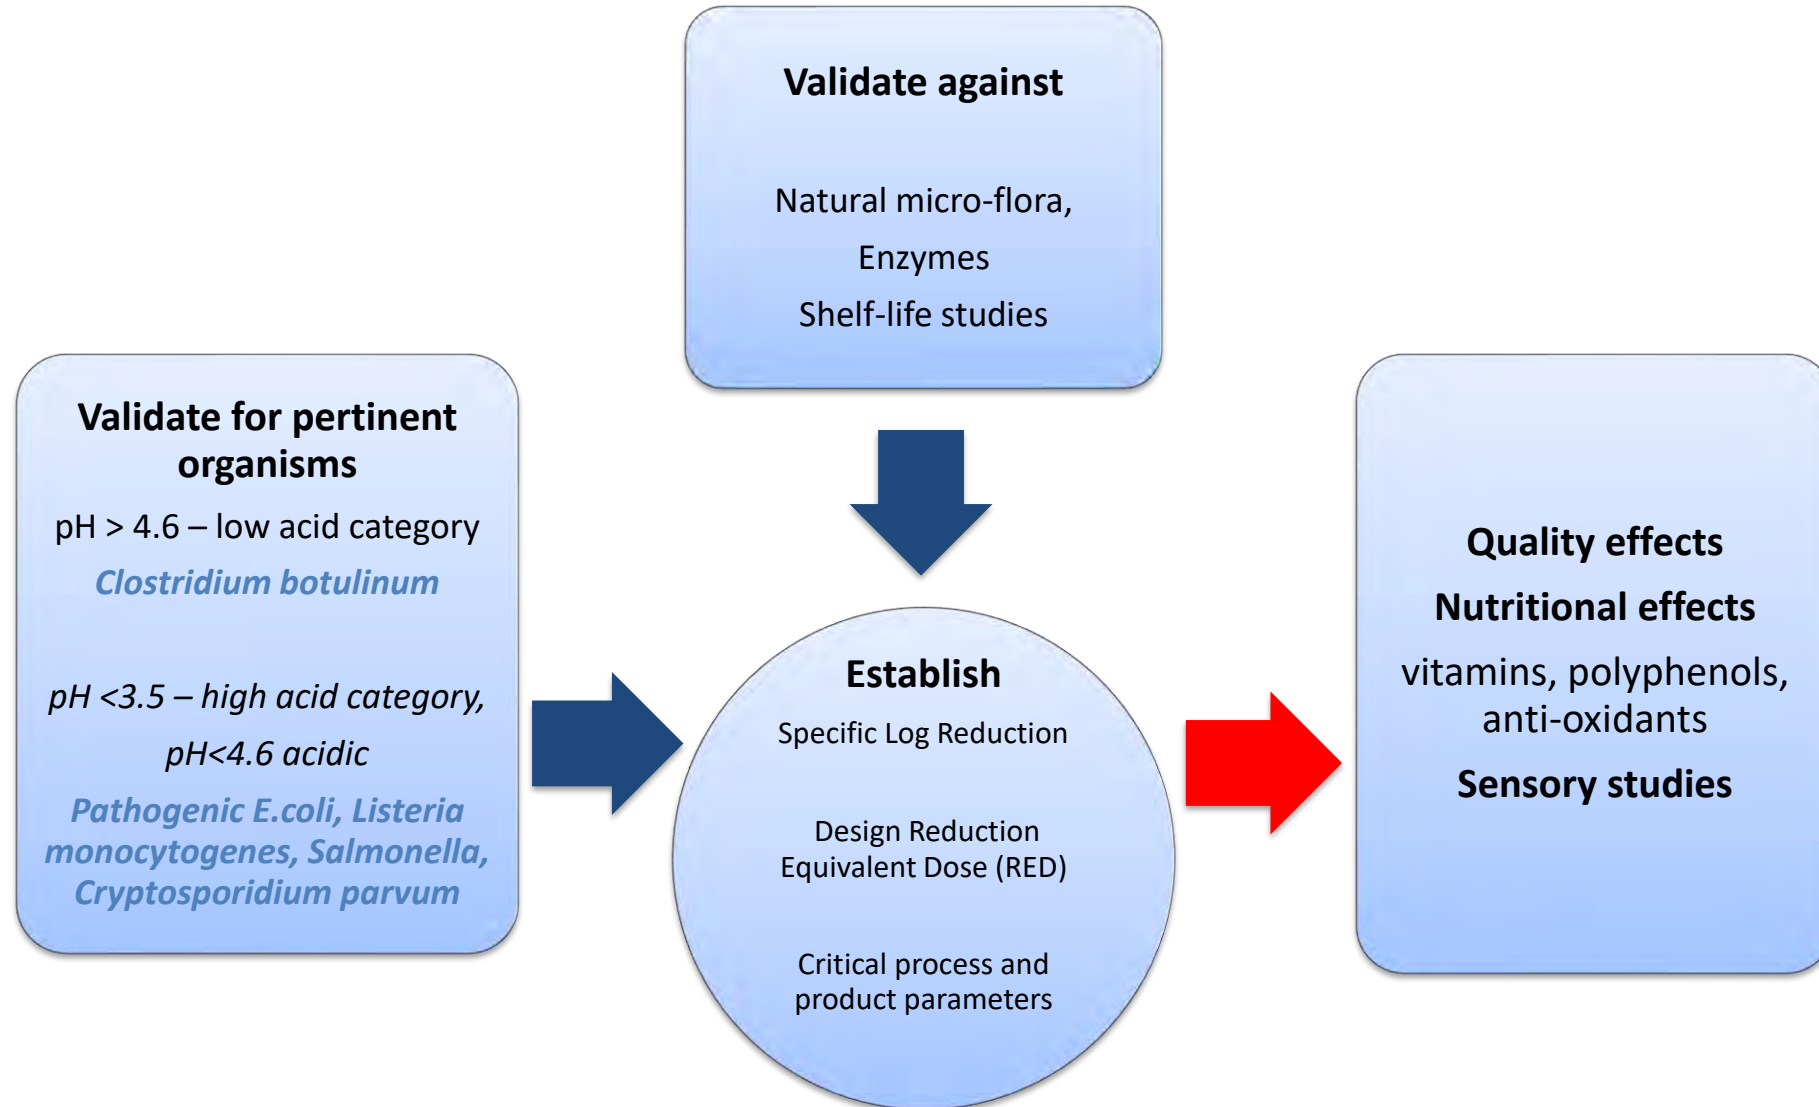 Validate against
Natural micro-flora,
Enzymes
Shelf-life studies
Validate for pertinent
organisms
pH > 4.6 – low acid category
Clostridium botulinum
pH <3.5 – high acid category,
pH<4.6 acidic
Pathogenic E.coli, Listeria
monocytogenes, Salmonella,
Cryptosporidium parvum
Establish
Specific Log Reduction
Design Reduction
Equivalent Dose (RED)
Critical process and
product parameters
Quality effects
Nutritional effects
vitamins, polyphenols,
anti-oxidants
Sensory studies